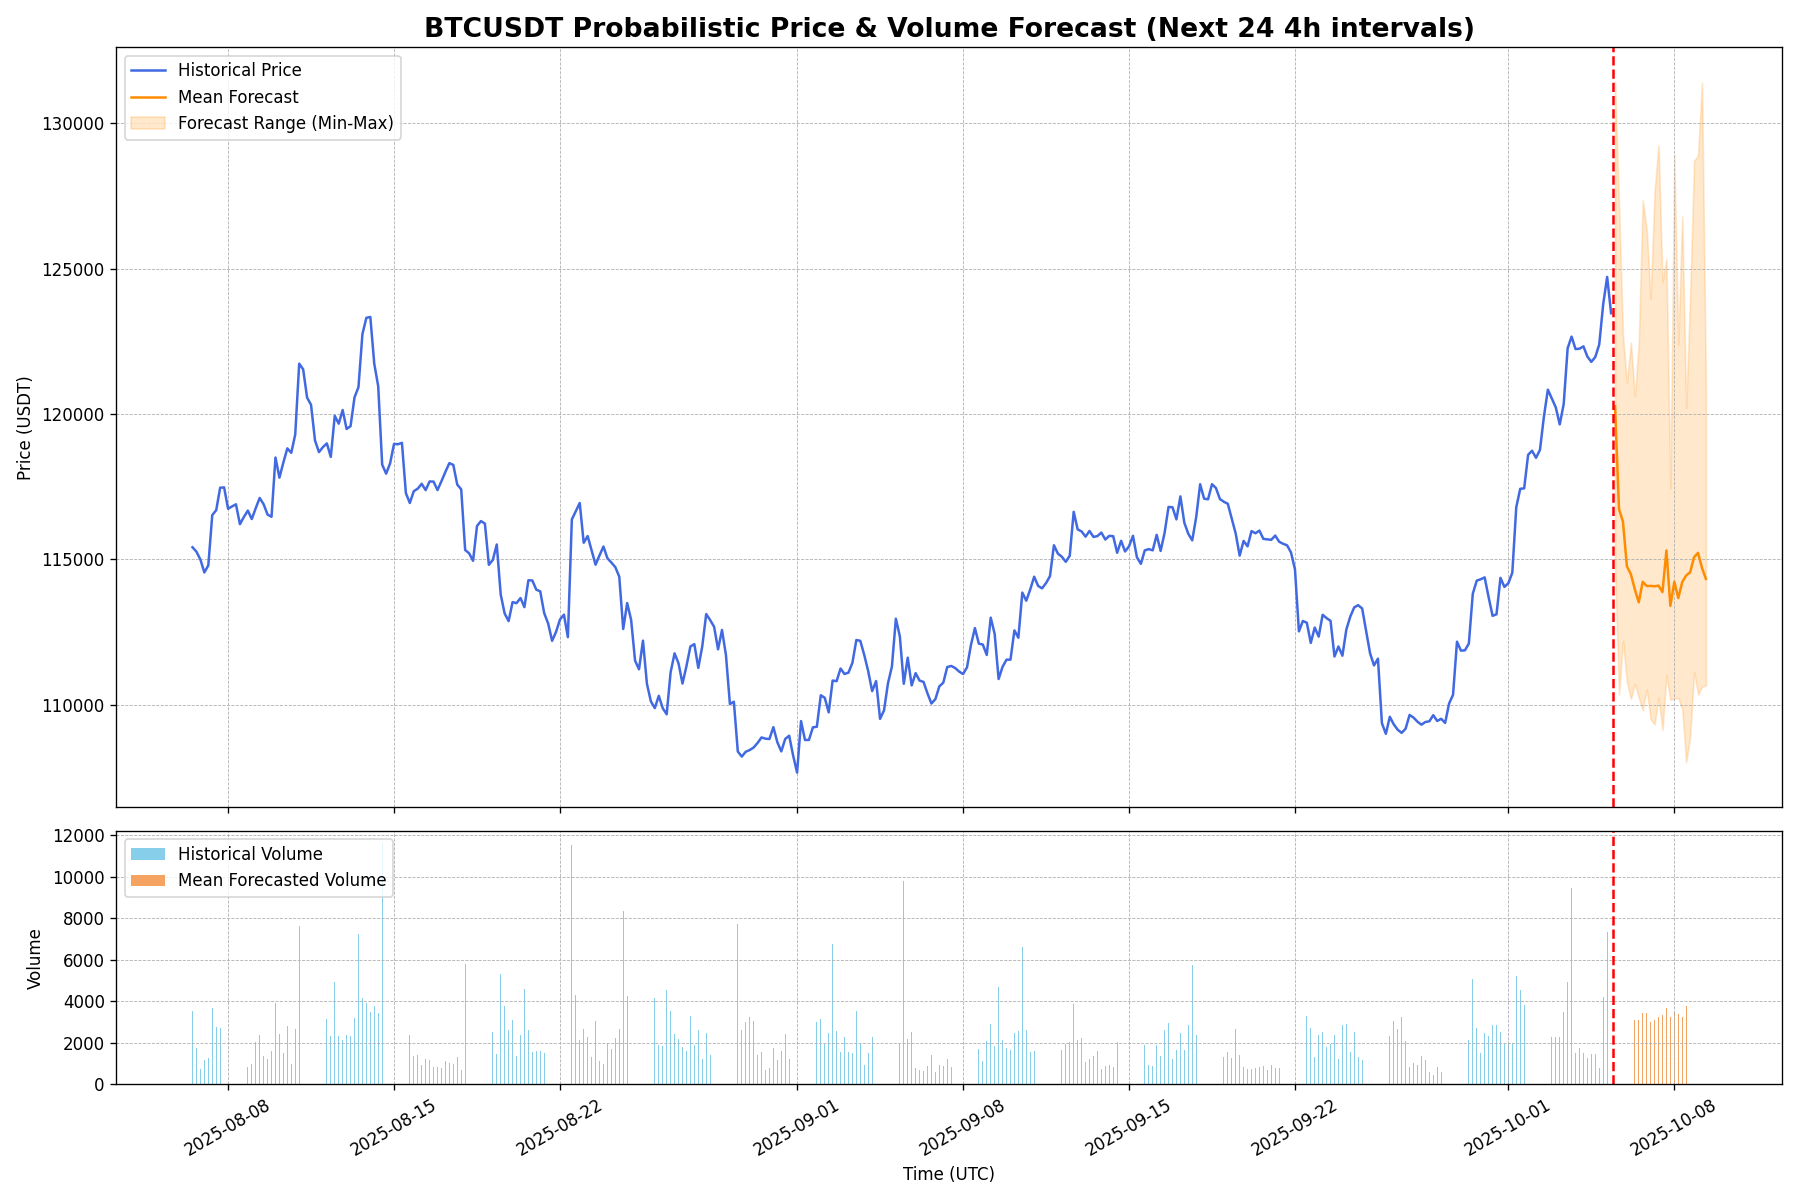 BTCUSDT Probabilistic Price & Volume Forecast (Next 24 4h intervals)
Historical Price
Mean Forecast
Forecast Range (Min-Max)
130000
125000
120000
115000
110000
Price (USDT)
Historical Volume
Mean Forecasted Volume
12000
10000
8000
6000
4000
2000
0
Volume
2025-08-08
2025-08-15
2025-08-22
2025-09-01
2025-09-08
2025-09-15
2025-09-22
2025-10-01
2025-10-08
Time (UTC)